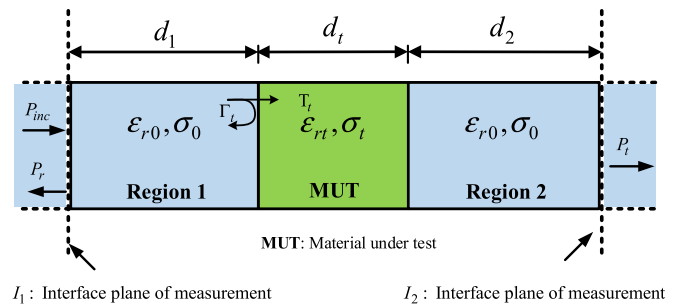 d₁ dₜ d₂
P_inc Γₜ Tₜ
εᵣ₀,σ₀ εᵣₜ,σₜ εᵣ₀,σ₀ Pₜ
Pᵣ
Region 1 MUT Region 2
MUT: Material under test
I₁ : Interface plane of measurement I₂ : Interface plane of measurement